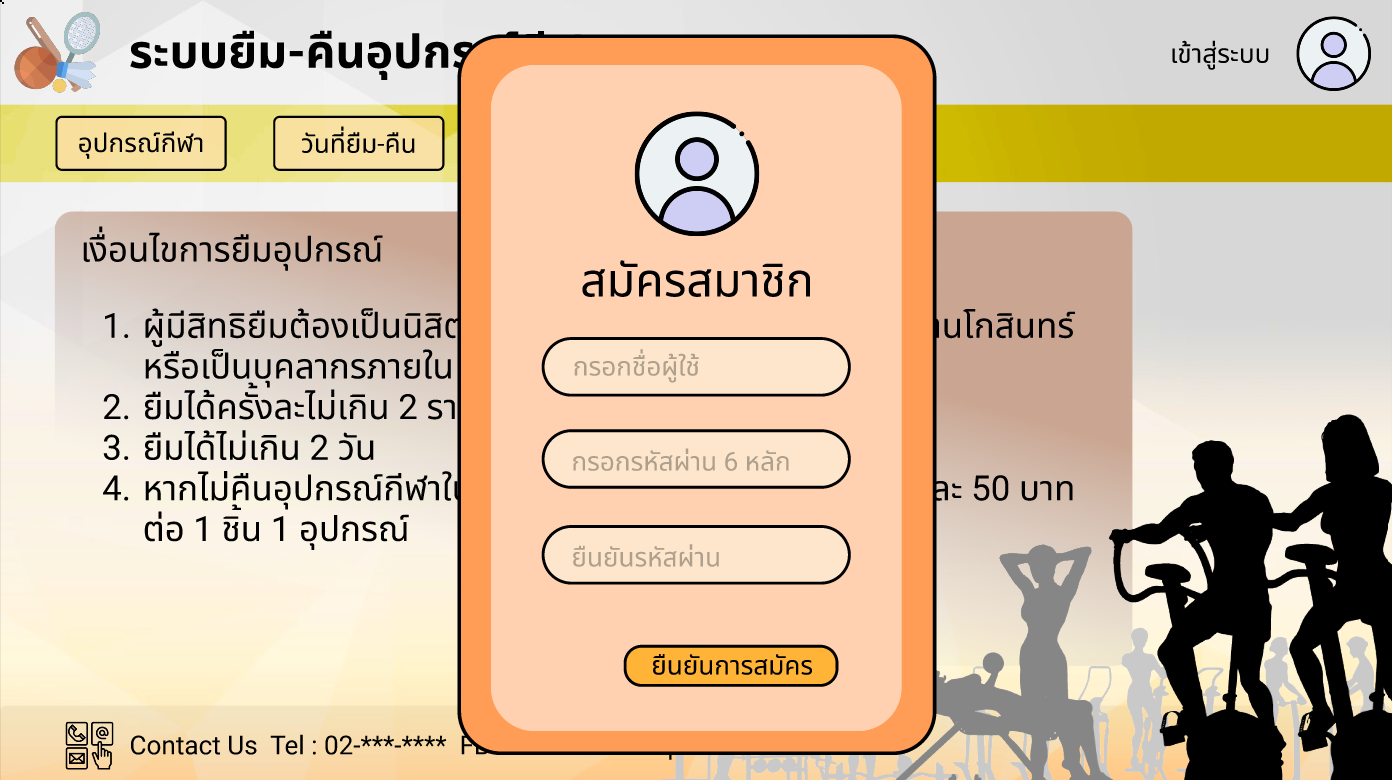 ระบบยืม-คืนอุปกร
เข้าสู่ระบบ
อุปกรณ์กีฬา
วันที่ยืม-คืน
เงื่อนไขการยืมอุปกรณ์
1. ผู้มีสิทธิยืมต้องเป็นนิสิต นโกสินทร์
หรือเป็นบุคลากรภายใน
2. ยืมได้ครั้งละไม่เกิน 2 รา
3. ยืมได้ไม่เกิน 2 วัน
4. หากไม่คืนอุปกรณ์กีฬาใน ละ 50 บาท
ต่อ 1 ชิ้น 1 อุปกรณ์
สมัครสมาชิก
กรอกชื่อผู้ใช้
กรอกรหัสผ่าน 6 หลัก
ยืนยันรหัสผ่าน
ยืนยันการสมัคร
Contact Us Tel : 02-***-****